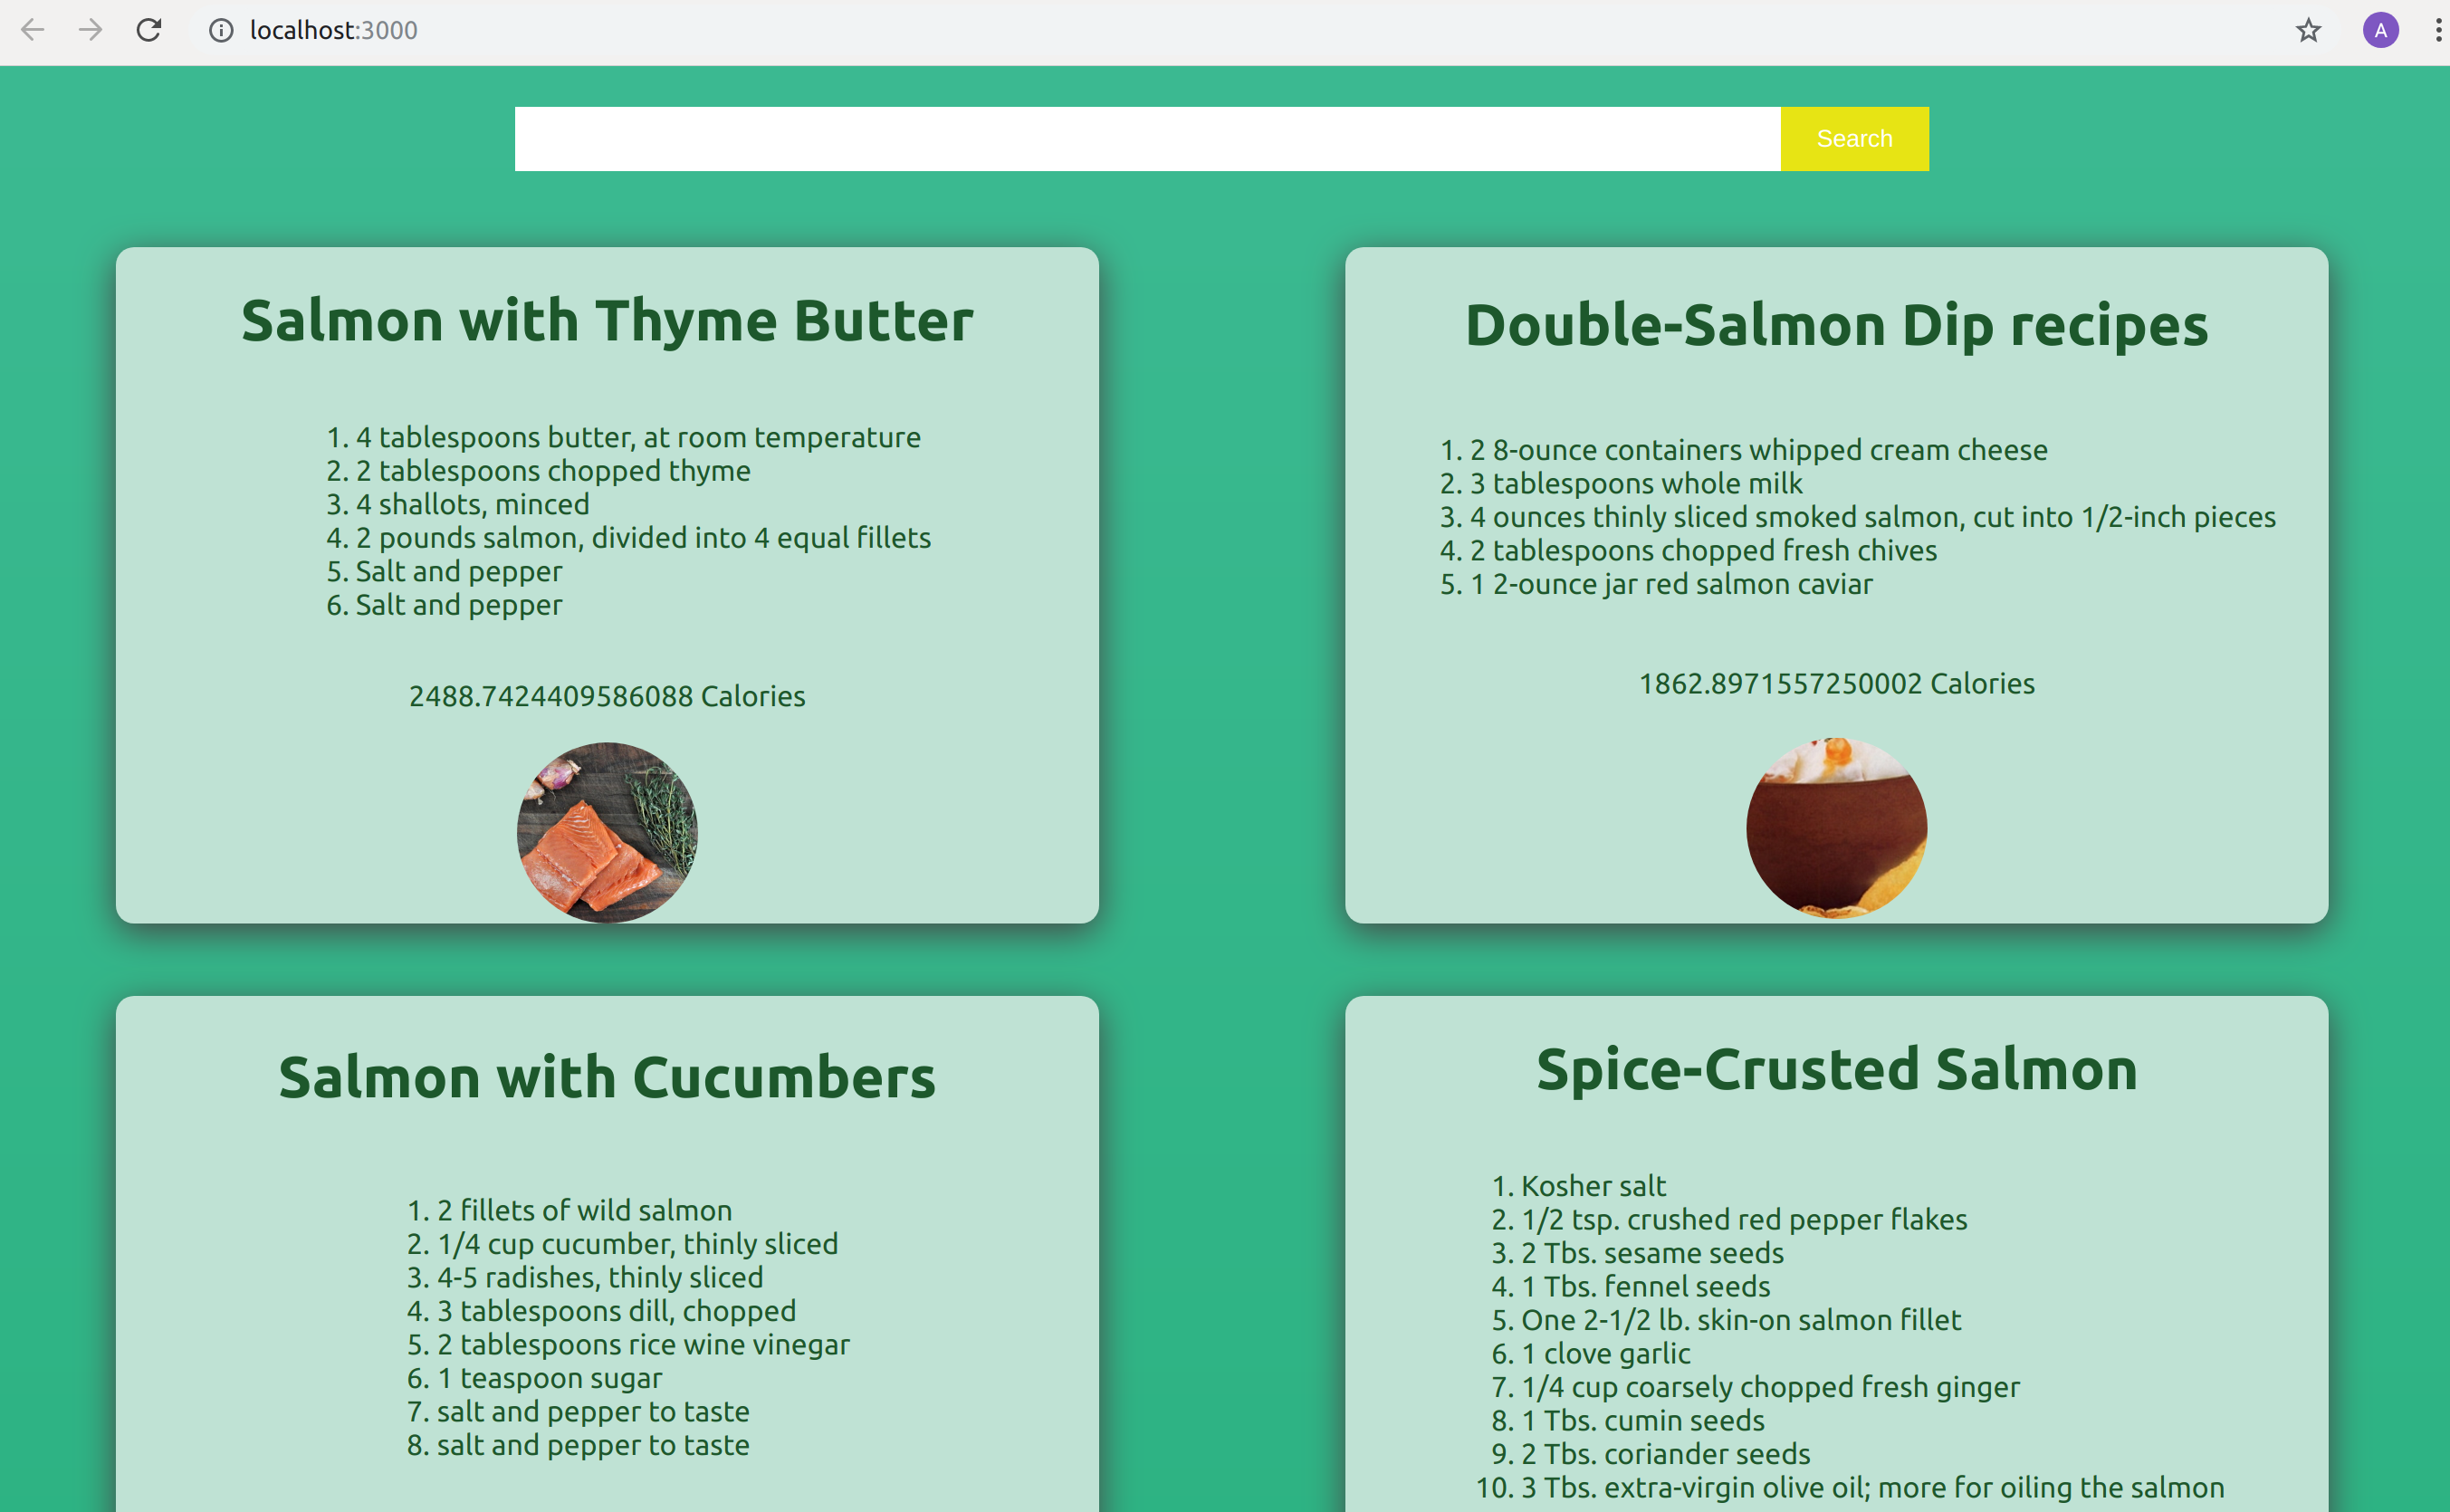 localhost:3000
A
Search
Salmon with Thyme Butter
1. 4 tablespoons butter, at room temperature
2. 2 tablespoons chopped thyme
3. 4 shallots, minced
4. 2 pounds salmon, divided into 4 equal fillets
5. Salt and pepper
6. Salt and pepper
2488.7424409586088 Calories
Double-Salmon Dip recipes
1. 2 8-ounce containers whipped cream cheese
2. 3 tablespoons whole milk
3. 4 ounces thinly sliced smoked salmon, cut into 1/2-inch pieces
4. 2 tablespoons chopped fresh chives
5. 1 2-ounce jar red salmon caviar
1862.8971557250002 Calories
Salmon with Cucumbers
1. 2 fillets of wild salmon
2. 1/4 cup cucumber, thinly sliced
3. 4-5 radishes, thinly sliced
4. 3 tablespoons dill, chopped
5. 2 tablespoons rice wine vinegar
6. 1 teaspoon sugar
7. salt and pepper to taste
8. salt and pepper to taste
Spice-Crusted Salmon
1. Kosher salt
2. 1/2 tsp. crushed red pepper flakes
3. 2 Tbs. sesame seeds
4. 1 Tbs. fennel seeds
5. One 2-1/2 lb. skin-on salmon fillet
6. 1 clove garlic
7. 1/4 cup coarsely chopped fresh ginger
8. 1 Tbs. cumin seeds
9. 2 Tbs. coriander seeds
10. 3 Tbs. extra-virgin olive oil; more for oiling the salmon